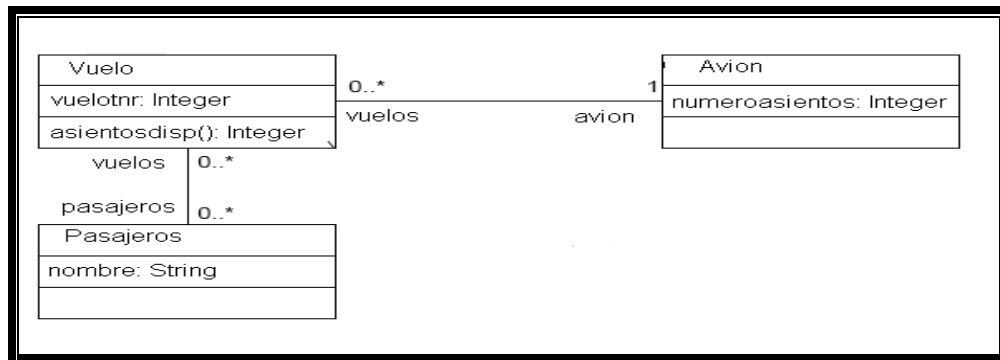 Vuelo
vuelotnr: Integer
asientosdisp(): Integer
0..*
vuelos
1
avion
Avion
numeroasientos: Integer
vuelos
0..*
pasajeros
0..*
Pasajeros
nombre: String